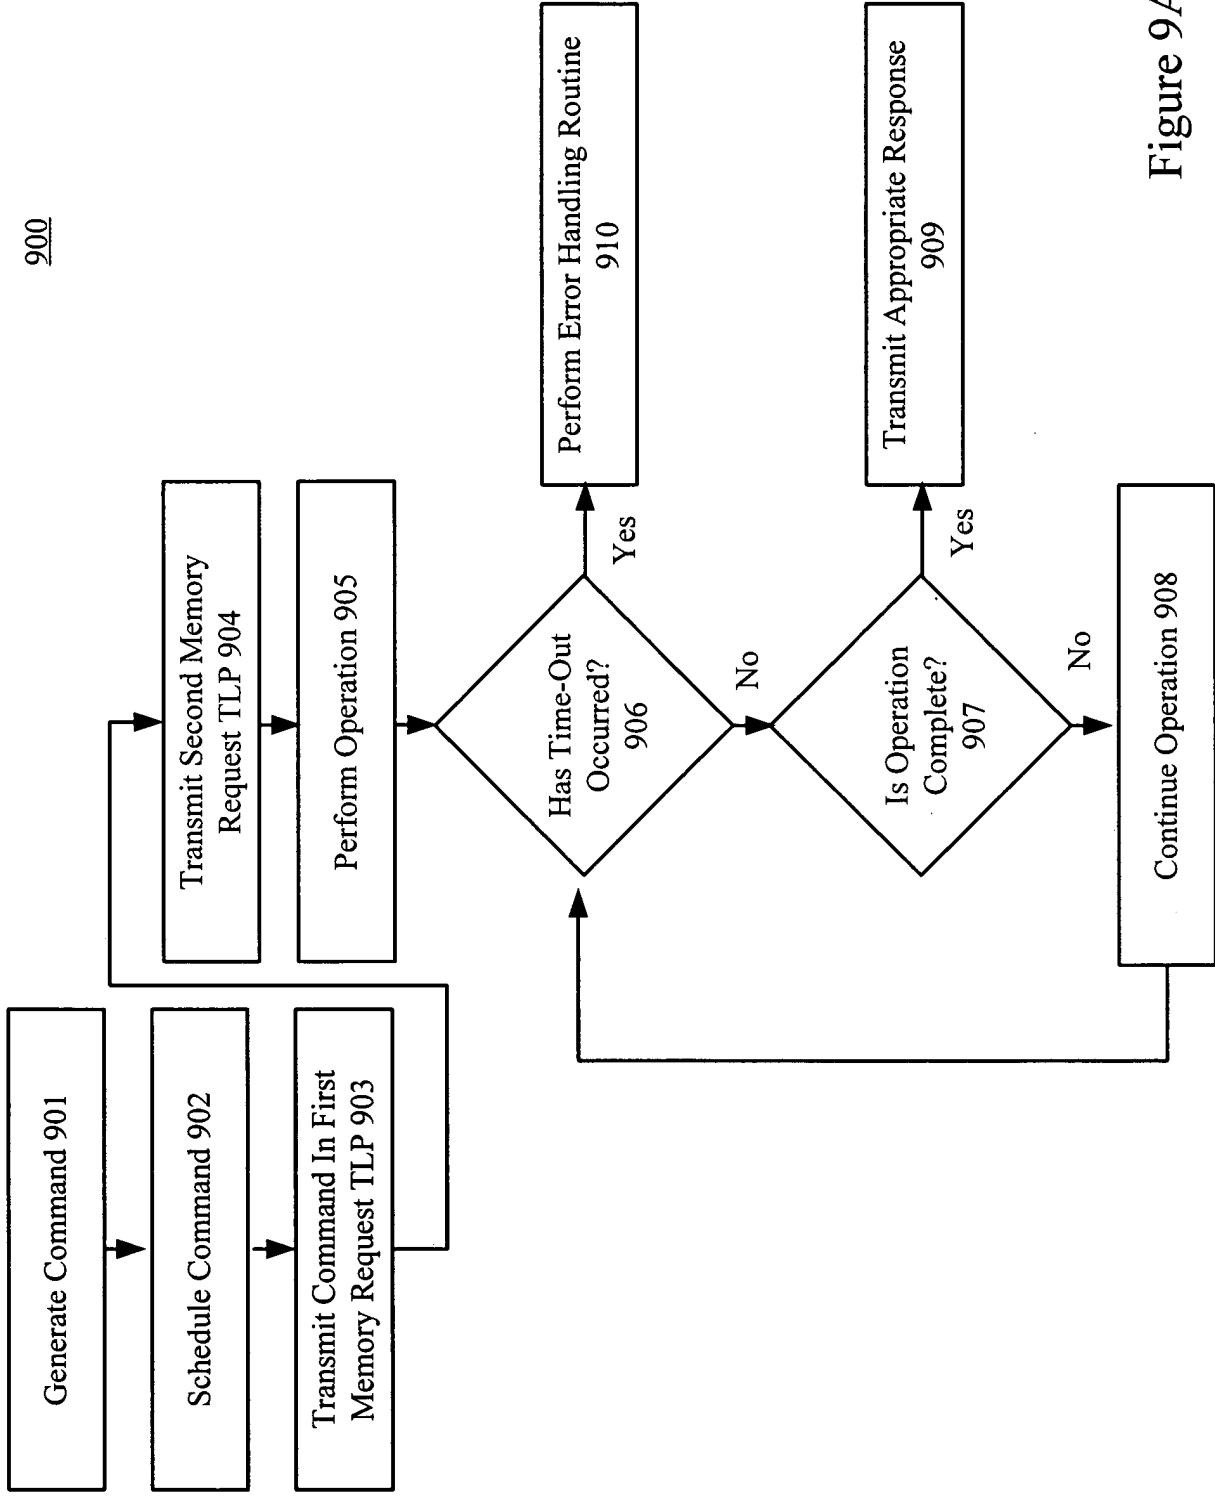 900
Generate Command 901
Schedule Command 902
Transmit Command In First
Memory Request TLP 903
Transmit Second Memory
Request TLP 904
Perform Operation 905
Has Time-Out
Occurred?
906
Yes
Perform Error Handling Routine
910
No
Is Operation
Complete?
907
Yes
Transmit Appropriate Response
909
No
Continue Operation 908
Figure 9A